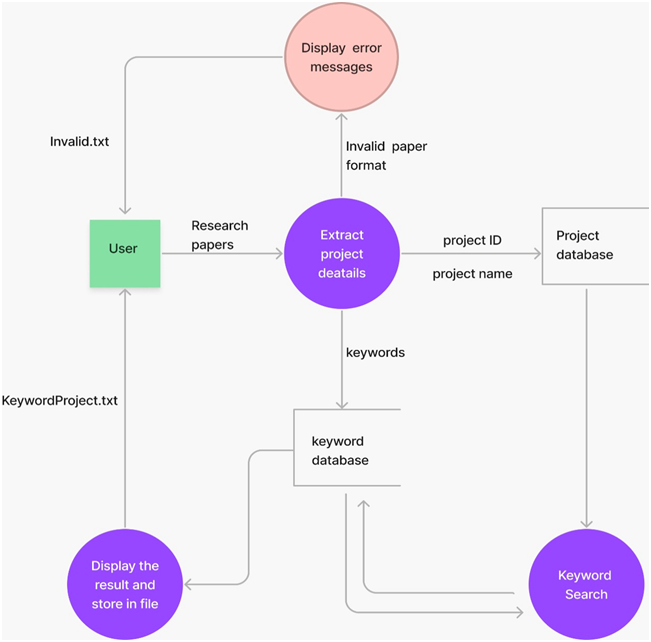 Display error
messages
Invalid.txt
Invalid paper
format
User
Research
papers
Extract
project
deatails
project ID
project name
Project
database
keywords
KeywordProject.txt
keyword
database
Display the
result and
store in file
Keyword
Search